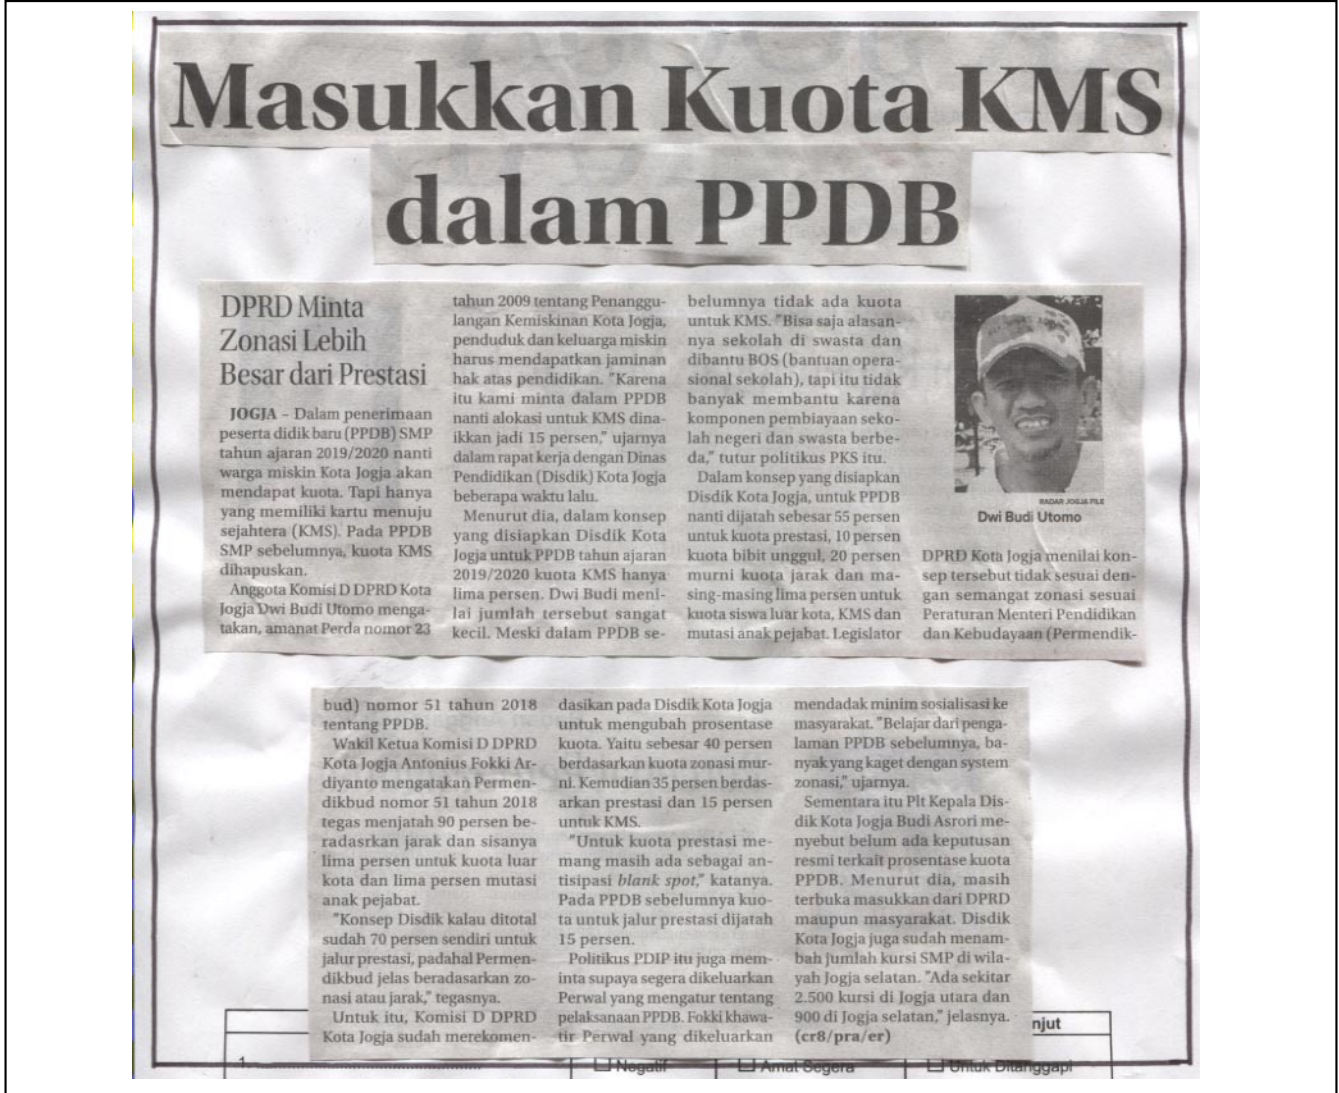 Masukkan Kuota KMS
dalam PPDB
DPRD Minta
Zonasi Lebih
Besar dari Prestasi
JOGJA – Dalam penerimaan
peserta didik baru (PPDB) SMP
tahun ajaran 2019/2020 nanti
warga miskin Kota Jogja akan
mendapat kuota. Tapi hanya
yang memiliki kartu menuju
sejahtera (KMS). Pada PPDB
SMP sebelumnya, kuota KMS
dihapuskan.
Anggota Komisi D DPRD Kota
Jogja Dwi Budi Utomo menga-
takan, amanat Perda nomor 23
tahun 2009 tentang Penanggu-
langan Kemiskinan Kota Jogja,
penduduk dan keluarga miskin
harus mendapatkan jaminan
hak atas pendidikan. "Karena
itu kami minta dalam PPDB
nanti alokasi untuk KMS dina-
ikkan jadi 15 persen," ujarnya
dalam rapat kerja dengan Dinas
Pendidikan (Disdik) Kota Jogja
beberapa waktu lalu.
Menurut dia, dalam konsep
yang disiapkan Disdik Kota
Jogja untuk PPDB tahun ajaran
2019/2020 kuota KMS hanya
lima persen. Dwi Budi meni-
lai jumlah tersebut sangat
kecil. Meski dalam PPDB se-
belumnya tidak ada kuota
untuk KMS. "Bisa saja alasan-
nya sekolah di swasta dan
dibantu BOS (bantuan opera-
sional sekolah), tapi itu tidak
banyak membantu karena
komponen pembiayaan seko-
lah negeri dan swasta berbe-
da," tutur politikus PKS itu.
Dalam konsep yang disiapkan
Disdik Kota Jogja, untuk PPDB
nanti dijatah sebesar 55 persen
untuk kuota prestasi, 10 persen
kuota bibit unggul, 20 persen
murni kuota jarak dan ma-
sing-masing lima persen untuk
kuota siswa luar kota, KMS dan
mutasi anak pejabat. Legislator
RADAR JOGJA FILE
Dwi Budi Utomo
DPRD Kota Jogja menilai kon-
sep tersebut tidak sesuai den-
gan semangat zonasi sesuai
Peraturan Menteri Pendidikan
dan Kebudayaan (Permendik-
bud) nomor 51 tahun 2018
tentang PPDB.
Wakil Ketua Komisi D DPRD
Kota Jogja Antonius Fokki Ar-
diyanto mengatakan Permen-
dikbud nomor 51 tahun 2018
tegas menjatah 90 persen be-
radasrkan jarak dan sisanya
lima persen untuk kuota luar
kota dan lima persen mutasi
anak pejabat.
"Konsep Disdik kalau ditotal
sudah 70 persen sendiri untuk
jalur prestasi, padahal Permen-
dikbud jelas beradasarkan zo-
nasi atau jarak," tegasnya.
Untuk itu, Komisi D DPRD
Kota Jogja sudah merekomen-
dasikan pada Disdik Kota Jogja
untuk mengubah prosentase
kuota. Yaitu sebesar 40 persen
berdasarkan kuota zonasi mur-
ni. Kemudian 35 persen berdas-
arkan prestasi dan 15 persen
untuk KMS.
"Untuk kuota prestasi me-
mang masih ada sebagai an-
tisipasi blank spot," katanya.
Pada PPDB sebelumnya kuo-
ta untuk jalur prestasi dijatah
15 persen.
Politikus PDIP itu juga mem-
inta supaya segera dikeluarkan
Perwal yang mengatur tentang
pelaksanaan PPDB. Fokki khawa-
tir Perwal yang dikeluarkan
mendadak minim sosialisasi ke
masyarakat. "Belajar dari penga-
laman PPDB sebelumnya, ba-
nyak yang kaget dengan system
zonasi," ujarnya.
Sementara itu Plt Kepala Dis-
dik Kota Jogja Budi Asrori me-
nyebut belum ada keputusan
resmi terkait prosentase kuota
PPDB. Menurut dia, masih
terbuka masukkan dari DPRD
maupun masyarakat. Disdik
Kota Jogja juga sudah menam-
bah jumlah kursi SMP di wila-
yah Jogja selatan. "Ada sekitar
2.500 kursi di Jogja utara dan
900 di Jogja selatan," jelasnya.
(cr8/pra/er)
njut
1.
Negatif
Amat Segera
Untuk Ditanggapi